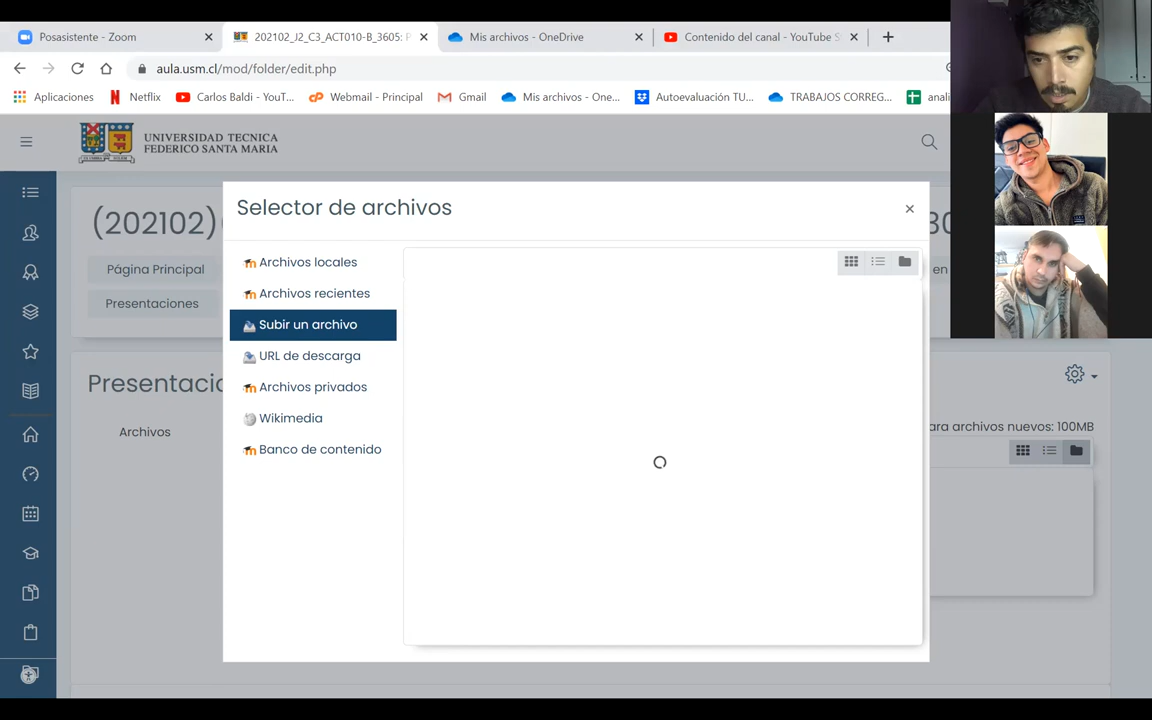 Posasistente - Zoom
202102_J2_C3_ACT010-B_3605: P
Mis archivos - OneDrive
Contenido del canal - YouTube S
aula.usm.cl/mod/folder/edit.php
Aplicaciones
Netflix
Carlos Baldi - YouT...
Webmail - Principal
Gmail
Mis archivos - One...
Autoevaluación TU...
TRABAJOS CORREG...
anali
UNIVERSIDAD TECNICA
FEDERICO SANTA MARIA
(202102)
30
Página Principal
en
Presentaciones
Selector de archivos
Archivos locales
Archivos recientes
Subir un archivo
URL de descarga
Archivos privados
Wikimedia
Banco de contenido
Presentacio
Archivos
ara archivos nuevos: 100MB